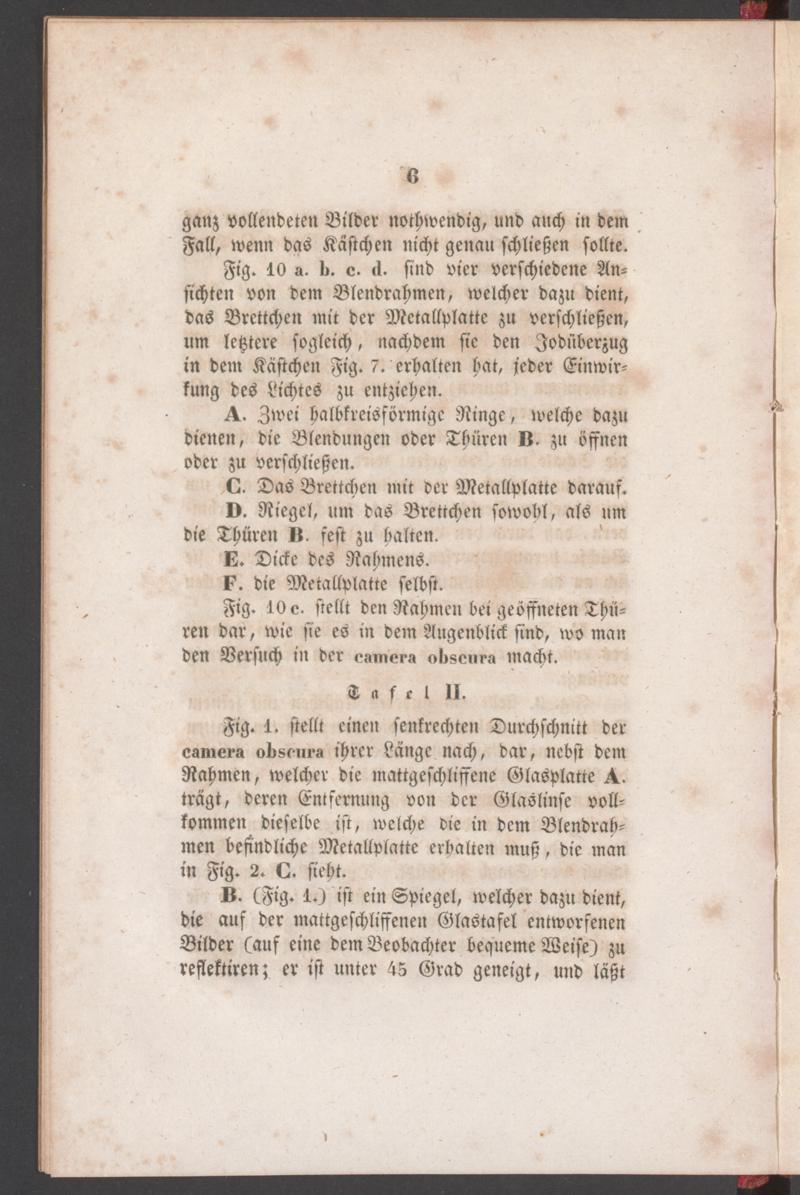 6
ganz vollendeten Bilder nothwendig, und auch in dem
Fall, wenn das Kästchen nicht genau schließen sollte.
Fig. 10 a. b. c. d. sind vier verschiedene An-
sichten von dem Blendrahmen, welcher dazu dient,
das Brettchen mit der Metallplatte zu verschließen,
um letztere sogleich, nachdem sie den Jodüberzug
in dem Kästchen Fig. 7. erhalten hat, jeder Einwir-
kung des Lichtes zu entziehen.
A. Zwei halbkreisförmige Ringe, welche dazu
dienen, die Blendungen oder Thüren B. zu öffnen
oder zu verschließen.
C. Das Brettchen mit der Metallplatte darauf.
D. Riegel, um das Brettchen sowohl, als um
die Thüren B. fest zu halten.
E. Dicke des Rahmens.
F. die Metallplatte selbst.
Fig. 10 c. stellt den Rahmen bei geöffneten Thü-
ren dar, wie sie es in dem Augenblick sind, wo man
den Versuch in der camera obscura macht.
Tafel II.
Fig. 1. stellt einen senkrechten Durchschnitt der
camera obscura ihrer Länge nach, dar, nebst dem
Rahmen, welcher die mattgeschliffene Glasplatte A.
trägt, deren Entfernung von der Glaslinse voll-
kommen dieselbe ist, welche die in dem Blendrah-
men befindliche Metallplatte erhalten muß, die man
in Fig. 2. C. sieht.
B. (Fig. 1.) ist ein Spiegel, welcher dazu dient,
die auf der mattgeschliffenen Glastafel entworfenen
Bilder (auf eine dem Beobachter bequeme Weise) zu
reflektiren; er ist unter 45 Grad geneigt, und läßt